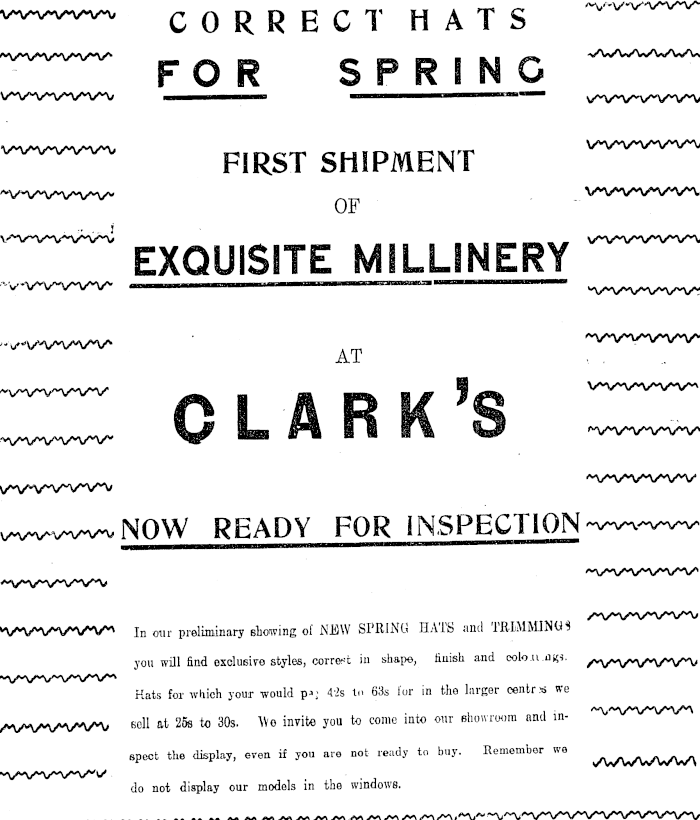 CORRECT HATS
FOR SPRING
FIRST SHIPMENT
OF
EXQUISITE MILLINERY
AT
CLARK'S
NOW READY FOR INSPECTION
In our preliminary showing of NEW SPRING HATS and TRIMMINGS
you will find exclusive styles, correct in shape, finish and
Hats for which your would pay 42s to 63s for in the larger centres we
sell at 25s to 30s. We invite you to come into our showroom and in-
spect the display, even if you are not ready to buy. Remember we
do not display our models in the windows.